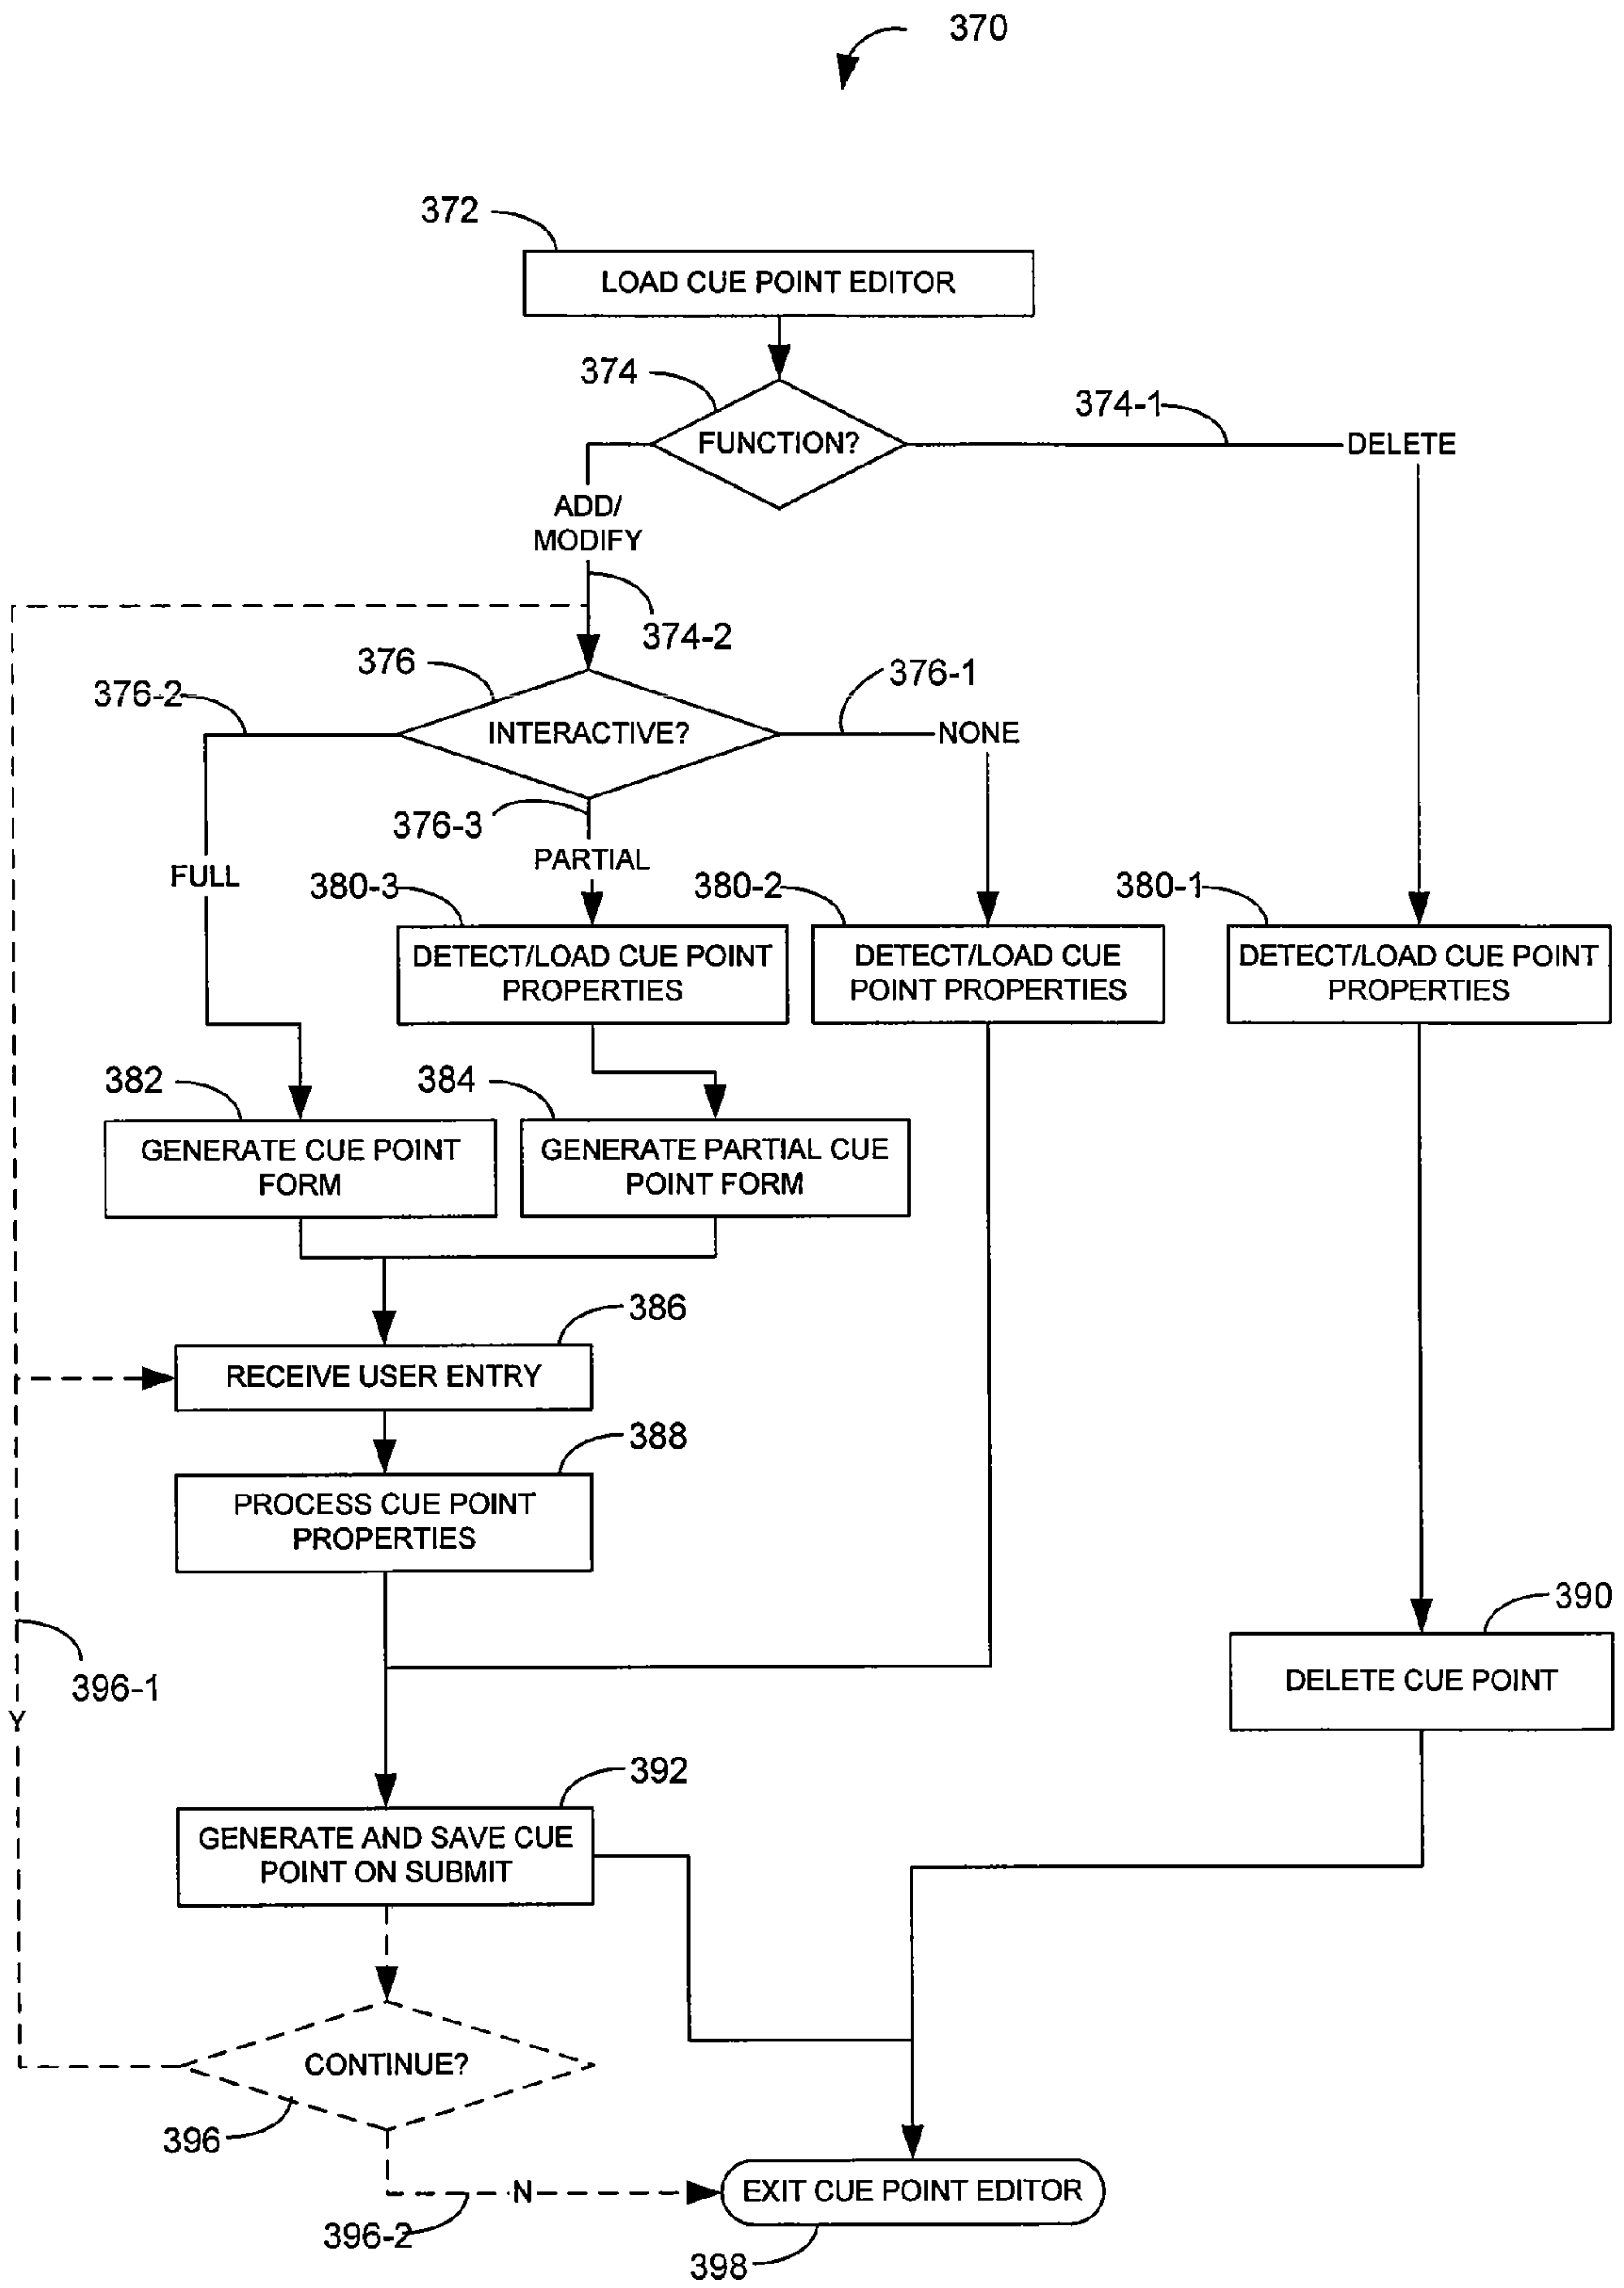 370
372
LOAD CUE POINT EDITOR
374
FUNCTION?
374-1
DELETE
ADD/
MODIFY
374-2
376
376-1
376-2
INTERACTIVE?
NONE
376-3
PARTIAL
FULL
380-3
380-2
380-1
DETECT/LOAD CUE POINT
PROPERTIES
DETECT/LOAD CUE
POINT PROPERTIES
DETECT/LOAD CUE POINT
PROPERTIES
382
384
GENERATE CUE POINT
FORM
GENERATE PARTIAL CUE
POINT FORM
386
RECEIVE USER ENTRY
388
PROCESS CUE POINT
PROPERTIES
390
DELETE CUE POINT
396-1
Y
392
GENERATE AND SAVE CUE
POINT ON SUBMIT
CONTINUE?
396
N
EXIT CUE POINT EDITOR
396-2
398